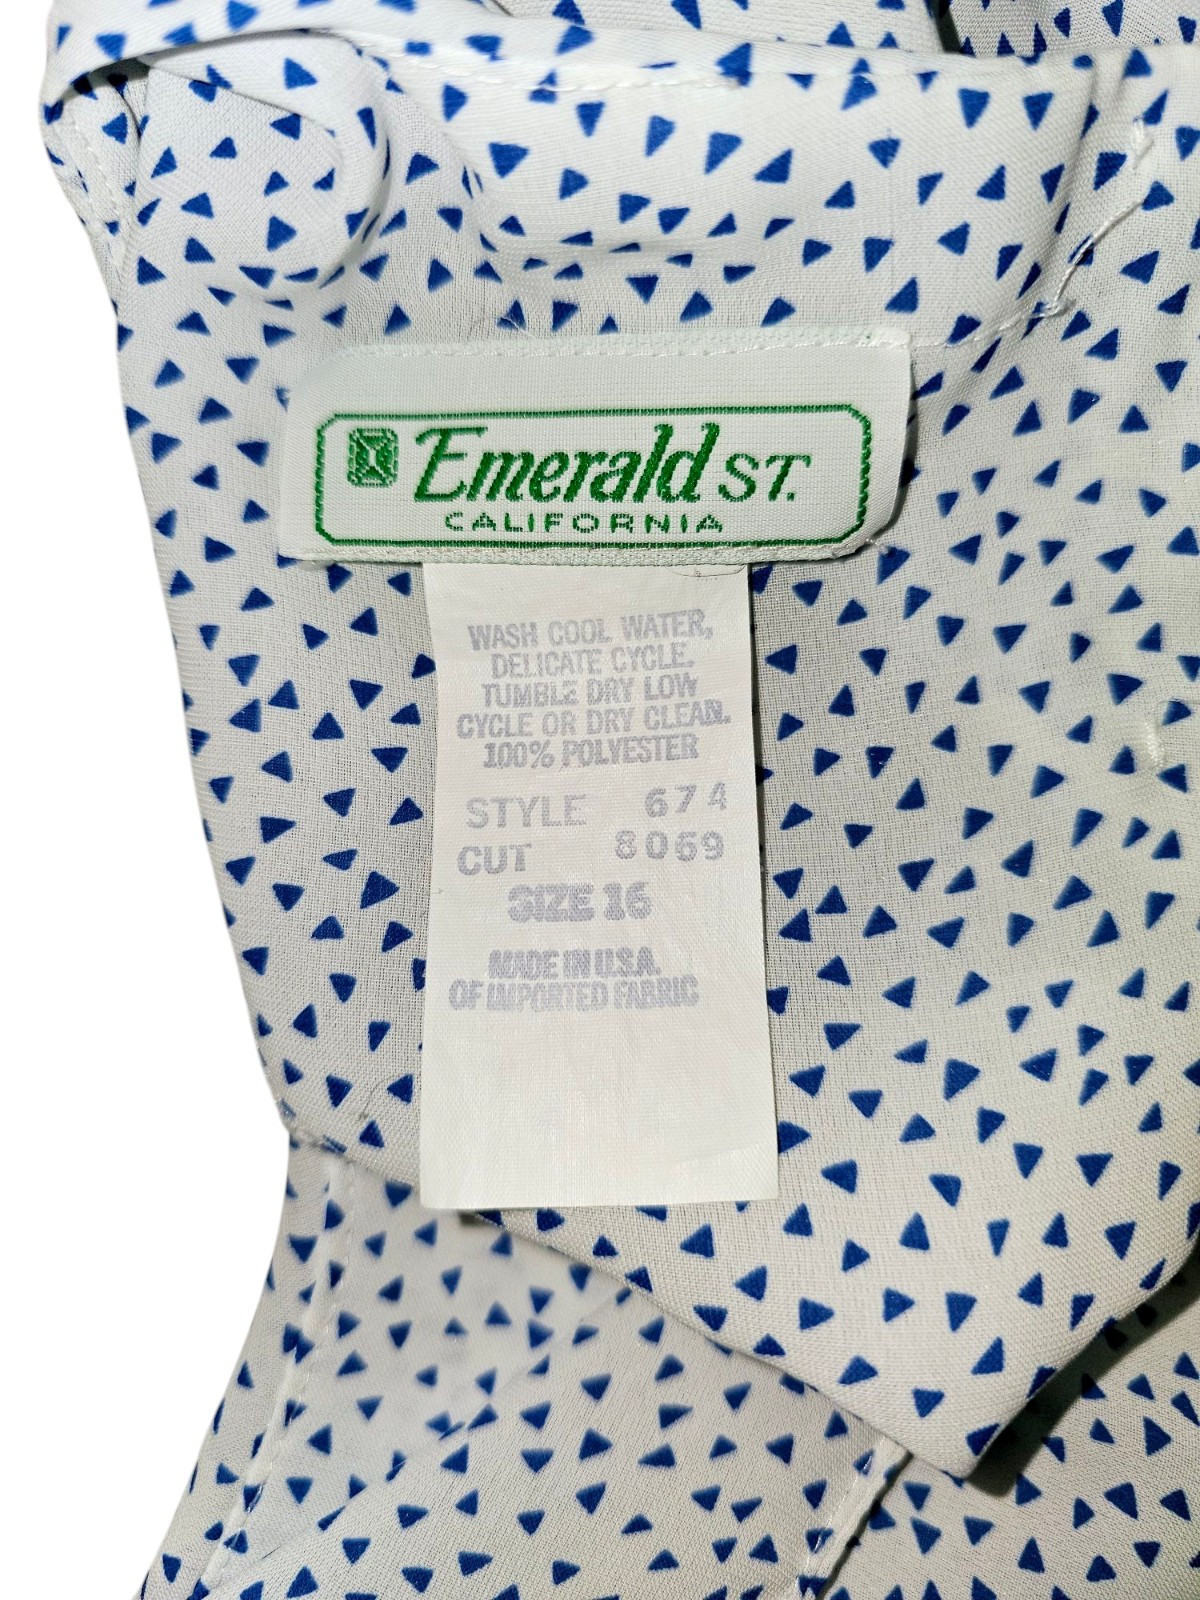 Emerald ST.
CALIFORNIA
WASH COOL WATER,
DELICATE CYCLE.
TUMBLE DRY LOW
CYCLE OR DRY CLEAN.
100% POLYESTER
STYLE 674
CUT 8069
SIZE 16
MADE IN U.S.A.
OF IMPORTED FABRIC